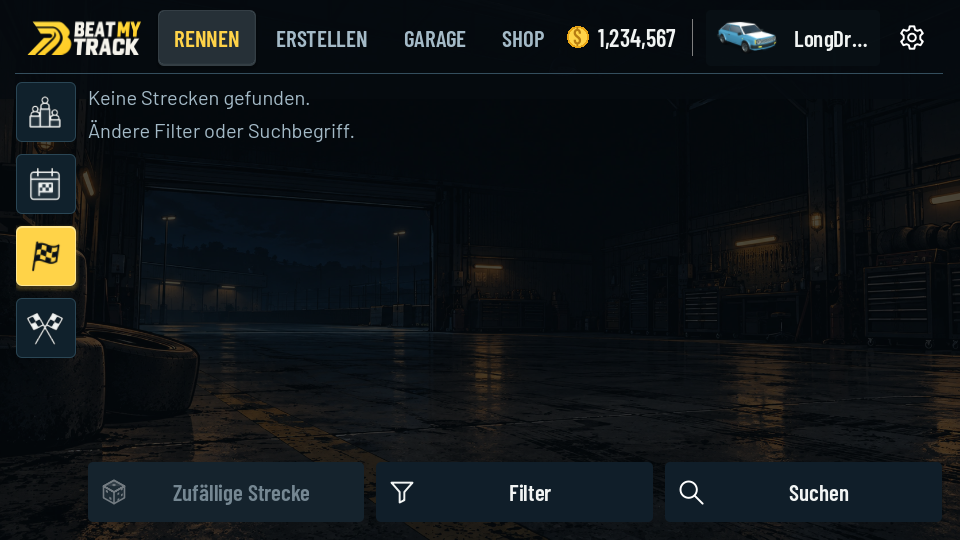 BEAT MY
TRACK
RENNEN
ERSTELLEN
GARAGE
SHOP
$
1,234,567
LongDr...
Keine Strecken gefunden.
Ändere Filter oder Suchbegriff.
Zufällige Strecke
Filter
Suchen